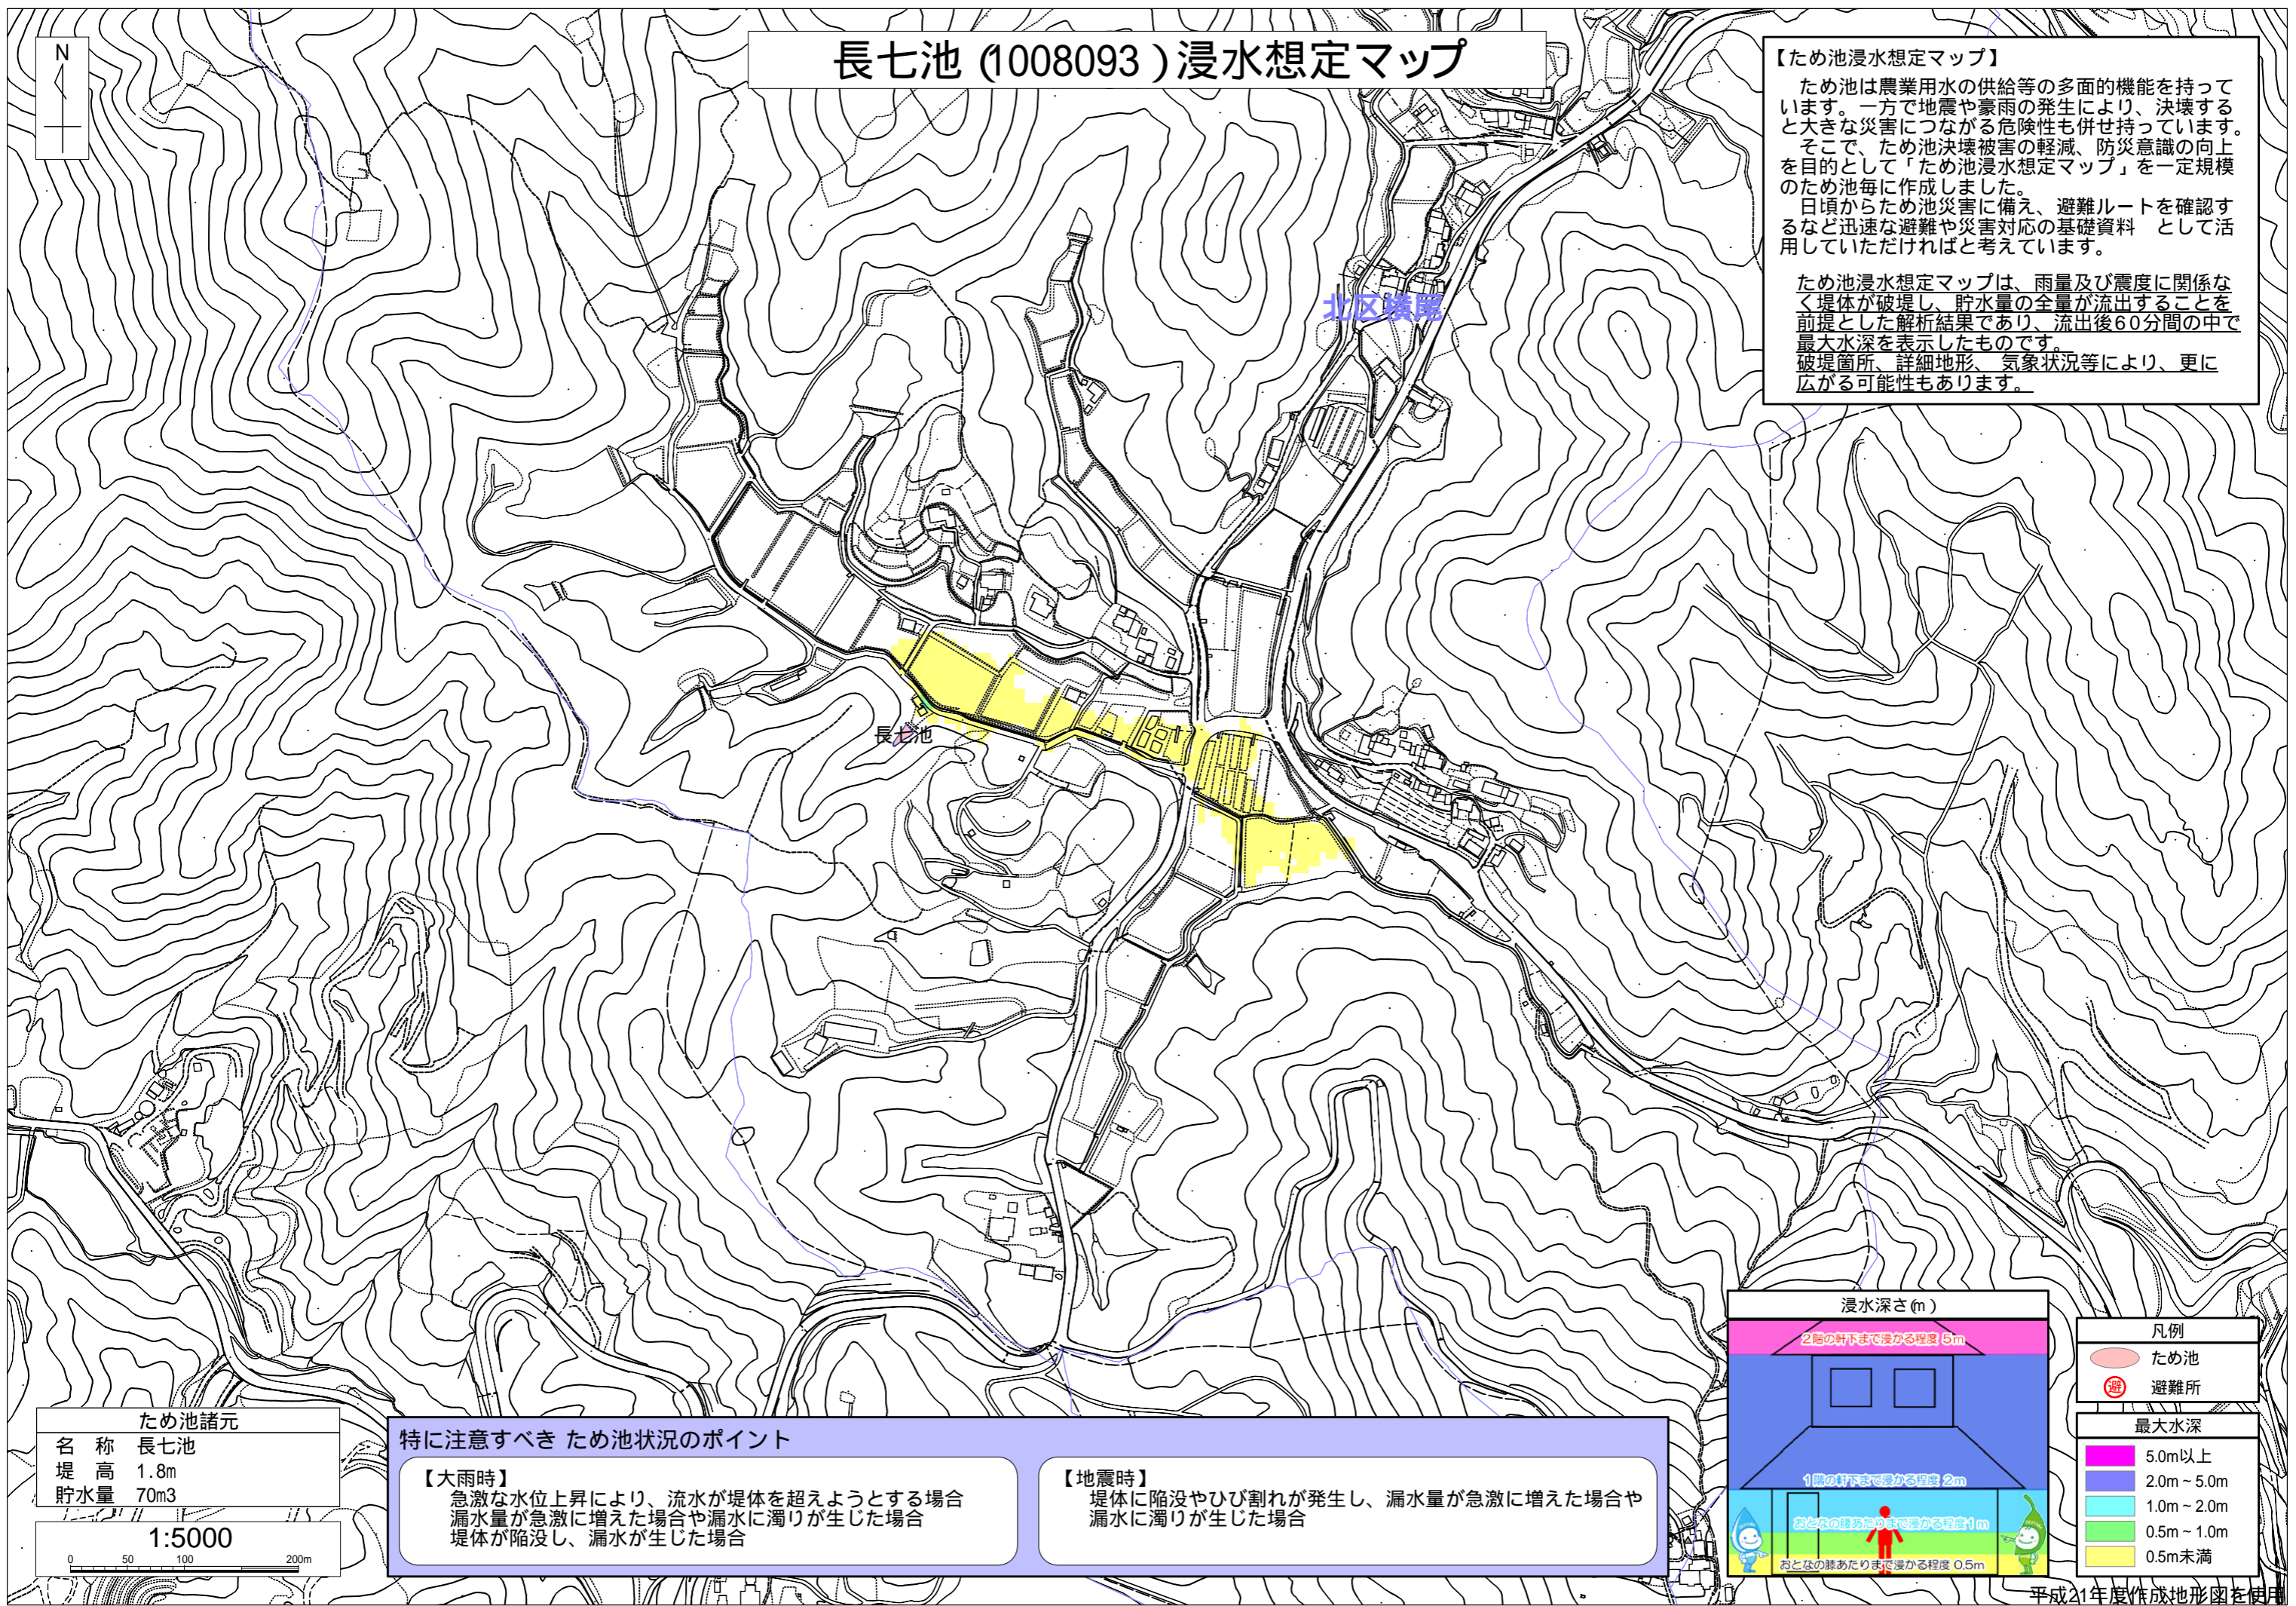 長七池 (1008093 ) 浸水想定マップ
N
【ため池浸水想定マップ】
ため池は農業用水の供給等の多面的機能を持って
います。一方で地震や豪雨の発生により、決壊する
と大きな災害につながる危険性も併せ持っています。
そこで、ため池決壊被害の軽減、防災意識の向上
を目的として「ため池浸水想定マップ」を一定規模
のため池毎に作成しました。
日頃からため池災害に備え、避難ルートを確認す
るなど迅速な避難や災害対応の基礎資料　として活
用していただければと考えています。
ため池浸水想定マップは、雨量及び震度に関係な
く堤体が破堤し、貯水量の全量が流出することを
前提とした解析結果であり、流出後60分間の中で
最大水深を表示したものです。
破堤箇所、詳細地形、 気象状況等により、更に
広がる可能性もあります。
北区横尾
長七池
ため池諸元
名　称　長七池
堤　高　1.8m
貯水量　70m3
1:5000
0 50 100 200m
特に注意すべき ため池状況のポイント
【大雨時】
急激な水位上昇により、流水が堤体を超えようとする場合
漏水量が急激に増えた場合や漏水に濁りが生じた場合
堤体が陥没し、漏水が生じた場合
【地震時】
堤体に陥没やひび割れが発生し、漏水量が急激に増えた場合や
漏水に濁りが生じた場合
浸水深さ(m )
2階の軒下まで浸かる程度 5m
1階の軒下まで浸かる程度 2m
おとなの腰あたりまで浸かる程度1m
おとなの膝あたりまで浸かる程度 0.5m
凡例
ため池
避 避難所
最大水深
5.0m以上
2.0m～5.0m
1.0m～2.0m
0.5m～1.0m
0.5m未満
平成21年度作成地形図を使用